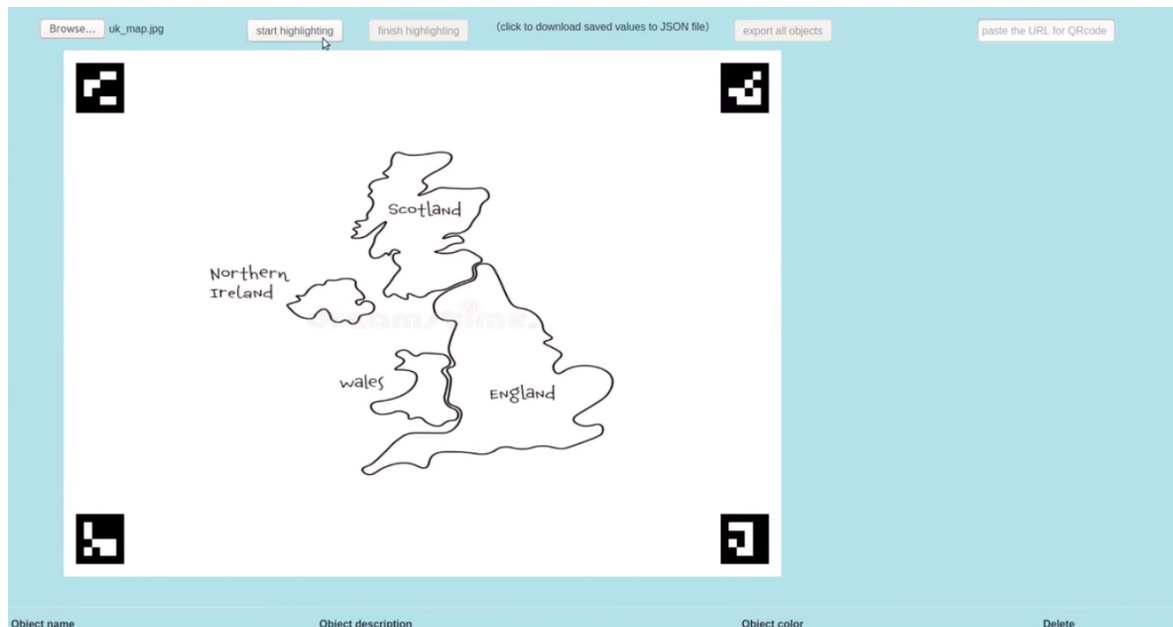 Browse... uk_map.jpg start highlighting finish highlighting (click to download saved values to JSON file) export all objects paste the URL for QRcode
Scotland
Northern
Ireland
dreamstime.
wales
England
Object name Object description Object color Delete